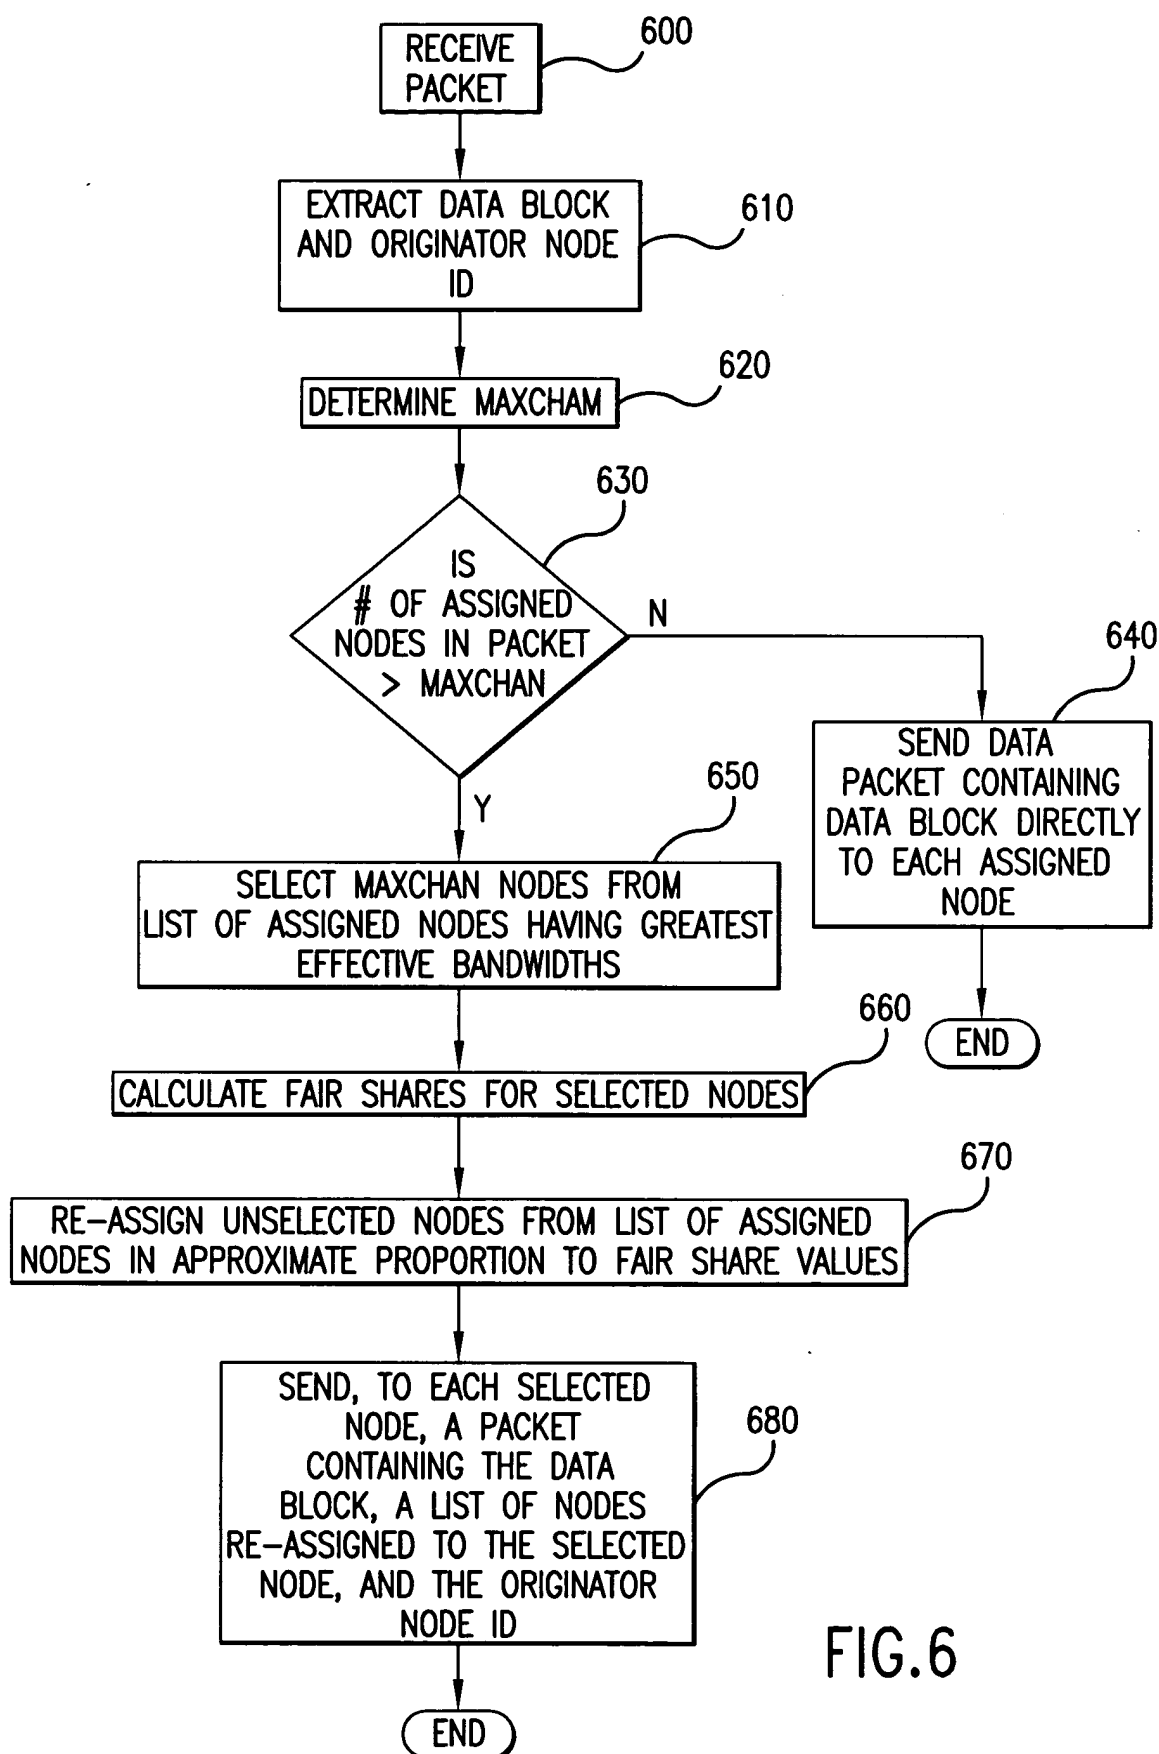 600
RECEIVE
PACKET
610
EXTRACT DATA BLOCK
AND ORIGINATOR NODE
ID
620
DETERMINE MAXCHAM
630
IS
# OF ASSIGNED
NODES IN PACKET
> MAXCHAN
N
Y
640
SEND DATA
PACKET CONTAINING
DATA BLOCK DIRECTLY
TO EACH ASSIGNED
NODE
END
650
SELECT MAXCHAN NODES FROM
LIST OF ASSIGNED NODES HAVING GREATEST
EFFECTIVE BANDWIDTHS
660
CALCULATE FAIR SHARES FOR SELECTED NODES
670
RE-ASSIGN UNSELECTED NODES FROM LIST OF ASSIGNED
NODES IN APPROXIMATE PROPORTION TO FAIR SHARE VALUES
680
SEND, TO EACH SELECTED
NODE, A PACKET
CONTAINING THE DATA
BLOCK, A LIST OF NODES
RE-ASSIGNED TO THE SELECTED
NODE, AND THE ORIGINATOR
NODE ID
END
FIG.6